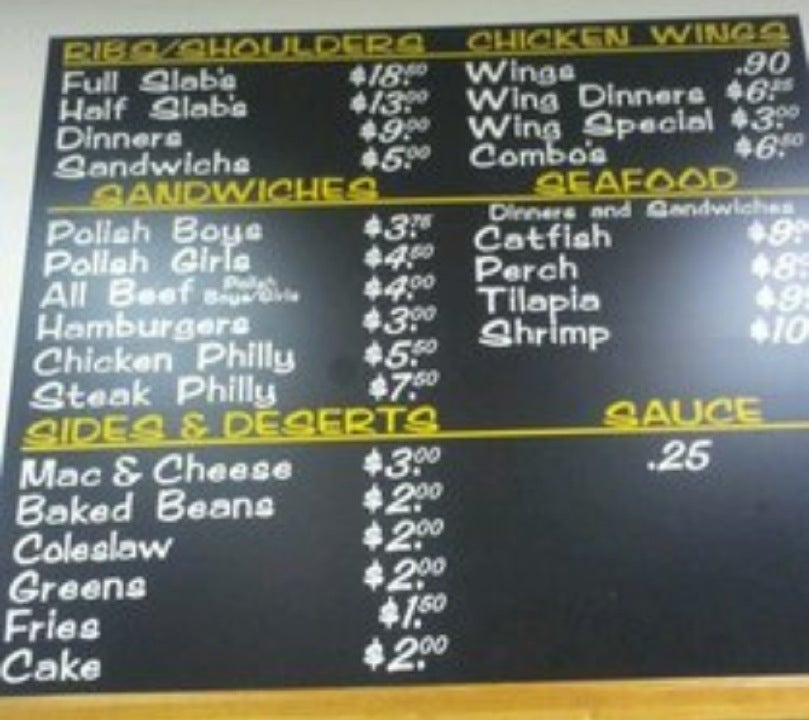 RIBS/SHOULDERS
Full Slab's $18.50
Half Slab's $13.00
Dinners $9.00
Sandwichs $5.00
SANDWICHES
Polish Boys $3.75
Polish Girls $4.50
All Beef Polish Boys/Girls $4.00
Hamburgers $3.00
Chicken Philly $5.50
Steak Philly $7.50
SIDES & DESERTS
Mac & Cheese $3.00
Baked Beans $2.00
Coleslaw $2.00
Greens $2.00
Fries $1.50
Cake $2.00
CHICKEN WINGS
Wings .90
Wing Dinners $6.25
Wing Special $3.00
Combo's $6.50
SEAFOOD
Dinners and Sandwiches
Catfish
Perch
Tilapia
Shrimp $10
SAUCE
.25